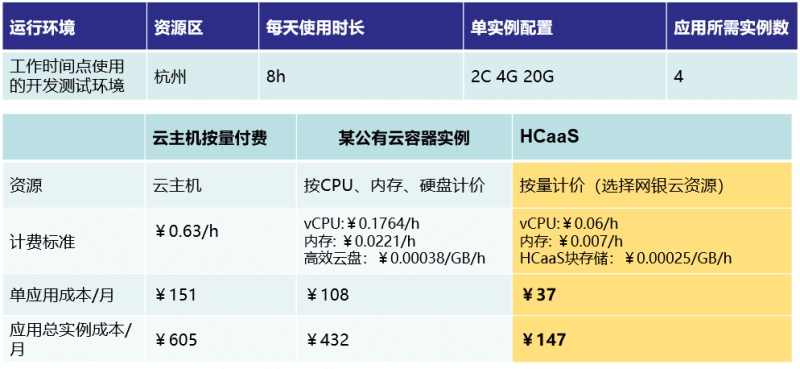 运行环境 资源区 每天使用时长 单实例配置 应用所需实例数
工作时间点使用
的开发测试环境 杭州 8h 2C 4G 20G 4
云主机按量付费 某公有云容器实例 HCaaS
资源 云主机 按CPU、内存、硬盘计价 按量计价（选择网银云资源）
计费标准 ￥0.63/h
vCPU:￥0.1764/h
内存: ￥0.0221/h
高效云盘：￥0.00038/GB/h
vCPU:￥0.06/h
内存: ￥0.007/h
HCaaS块存储: ￥0.00025/GB/h
单应用成本/月 ￥151 ￥108 ￥37
应用总实例成本/
月 ￥605 ￥432 ￥147